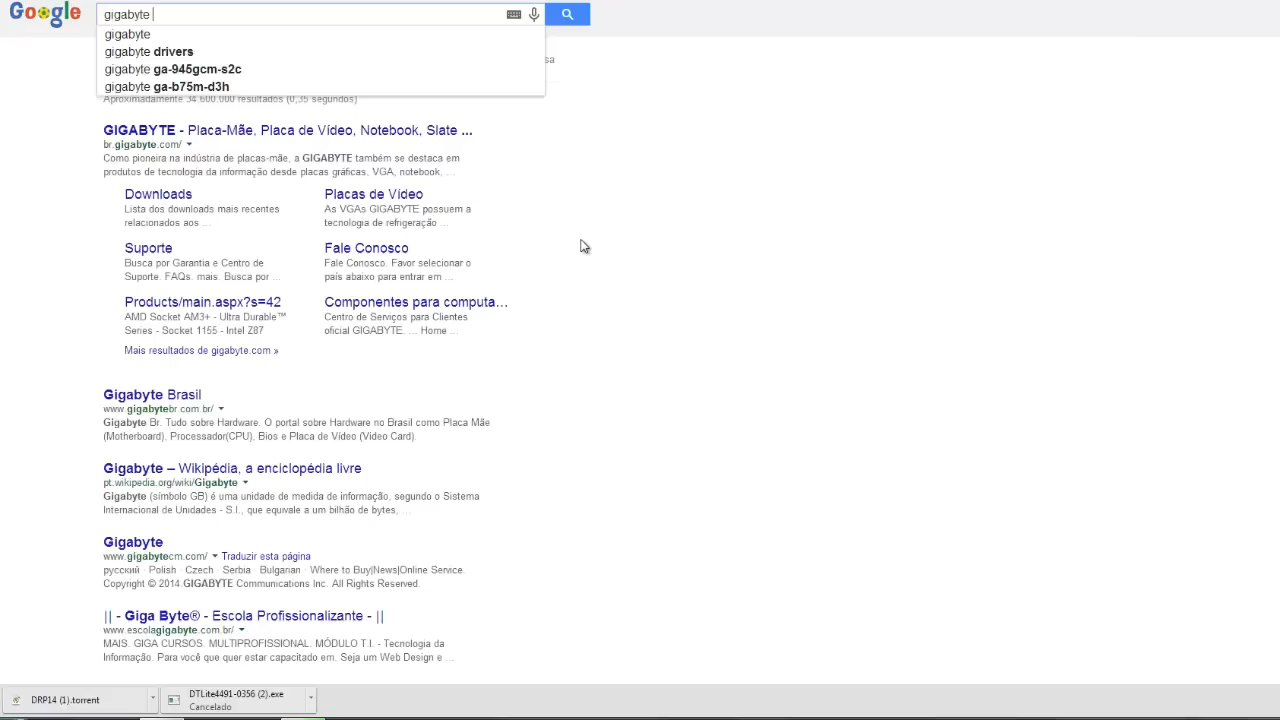 Google
gigabyte
gigabyte
gigabyte drivers
gigabyte ga-945gcm-s2c
gigabyte ga-b75m-d3h
sa
Aproximadamente 34.600.000 resultados (0,35 segundos)
GIGABYTE - Placa-Mãe, Placa de Vídeo, Notebook, Slate ...
br.gigabyte.com/
Como pioneira na indústria de placas-mãe, a GIGABYTE também se destaca em
produtos de tecnologia da informação desde placas gráficas, VGA, notebook, ...
Downloads
Lista dos downloads mais recentes
relacionados aos ...
Placas de Vídeo
As VGAs GIGABYTE possuem a
tecnologia de refrigeração ...
Suporte
Busca por Garantia e Centro de
Suporte. FAQs. mais. Busca por ...
Fale Conosco
Fale Conosco. Favor selecionar o
país abaixo para entrar em ...
Products/main.aspx?s=42
AMD Socket AM3+ - Ultra Durable™
Series - Socket 1155 - Intel Z87
Componentes para computa...
Centro de Serviços para Clientes
oficial GIGABYTE. ... Home ...
Mais resultados de gigabyte.com »
Gigabyte Brasil
www.gigabytebr.com.br/
Gigabyte Br. Tudo sobre Hardware. O portal sobre Hardware no Brasil como Placa Mãe
(Motherboard), Processador(CPU), Bios e Placa de Vídeo (Video Card).
Gigabyte – Wikipédia, a enciclopédia livre
pt.wikipedia.org/wiki/Gigabyte
Gigabyte (símbolo GB) é uma unidade de medida de informação, segundo o Sistema
Internacional de Unidades - S.I., que equivale a um bilhão de bytes, ...
Gigabyte
www.gigabytecm.com/ Traduzir esta página
русский · Polish · Czech · Serbia · Bulgarian · Where to Buy|News|Online Service.
Copyright © 2014 GIGABYTE Communications Inc. All Rights Reserved.
|| - Giga Byte® - Escola Profissionalizante - ||
www.escolagigabyte.com.br/
MAIS. GIGA CURSOS. MULTIPROFISSIONAL. MÓDULO T.I. - Tecnologia da
Informação. Para você que quer estar capacitado em. Seja um Web Design e ...
DRP14 (1).torrent
DTLite4491-0356 (2).exe
Cancelado